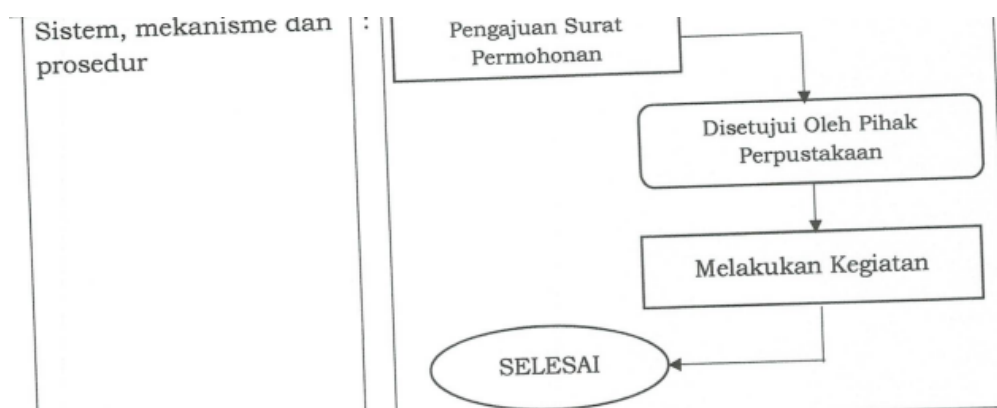 Sistem, mekanisme dan
prosedur
:
Pengajuan Surat
Permohonan
Disetujui Oleh Pihak
Perpustakaan
Melakukan Kegiatan
SELESAI